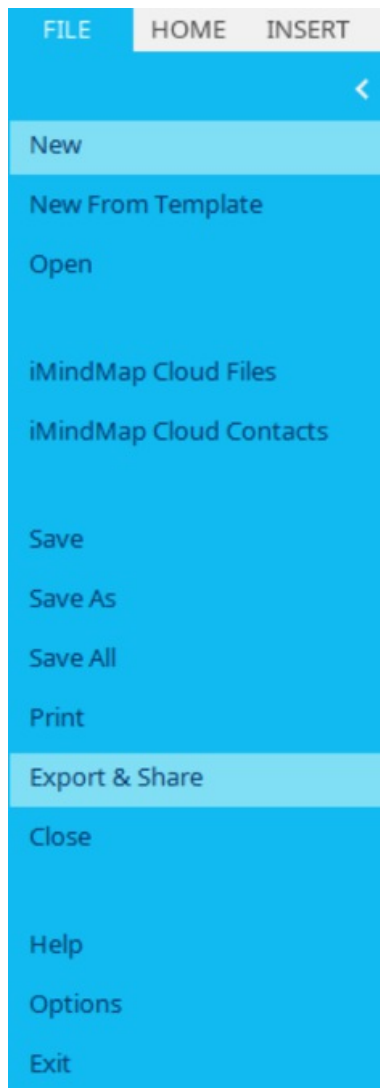 FILE HOME INSERT
New
New From Template
Open
iMindMap Cloud Files
iMindMap Cloud Contacts
Save
Save As
Save All
Print
Export & Share
Close
Help
Options
Exit